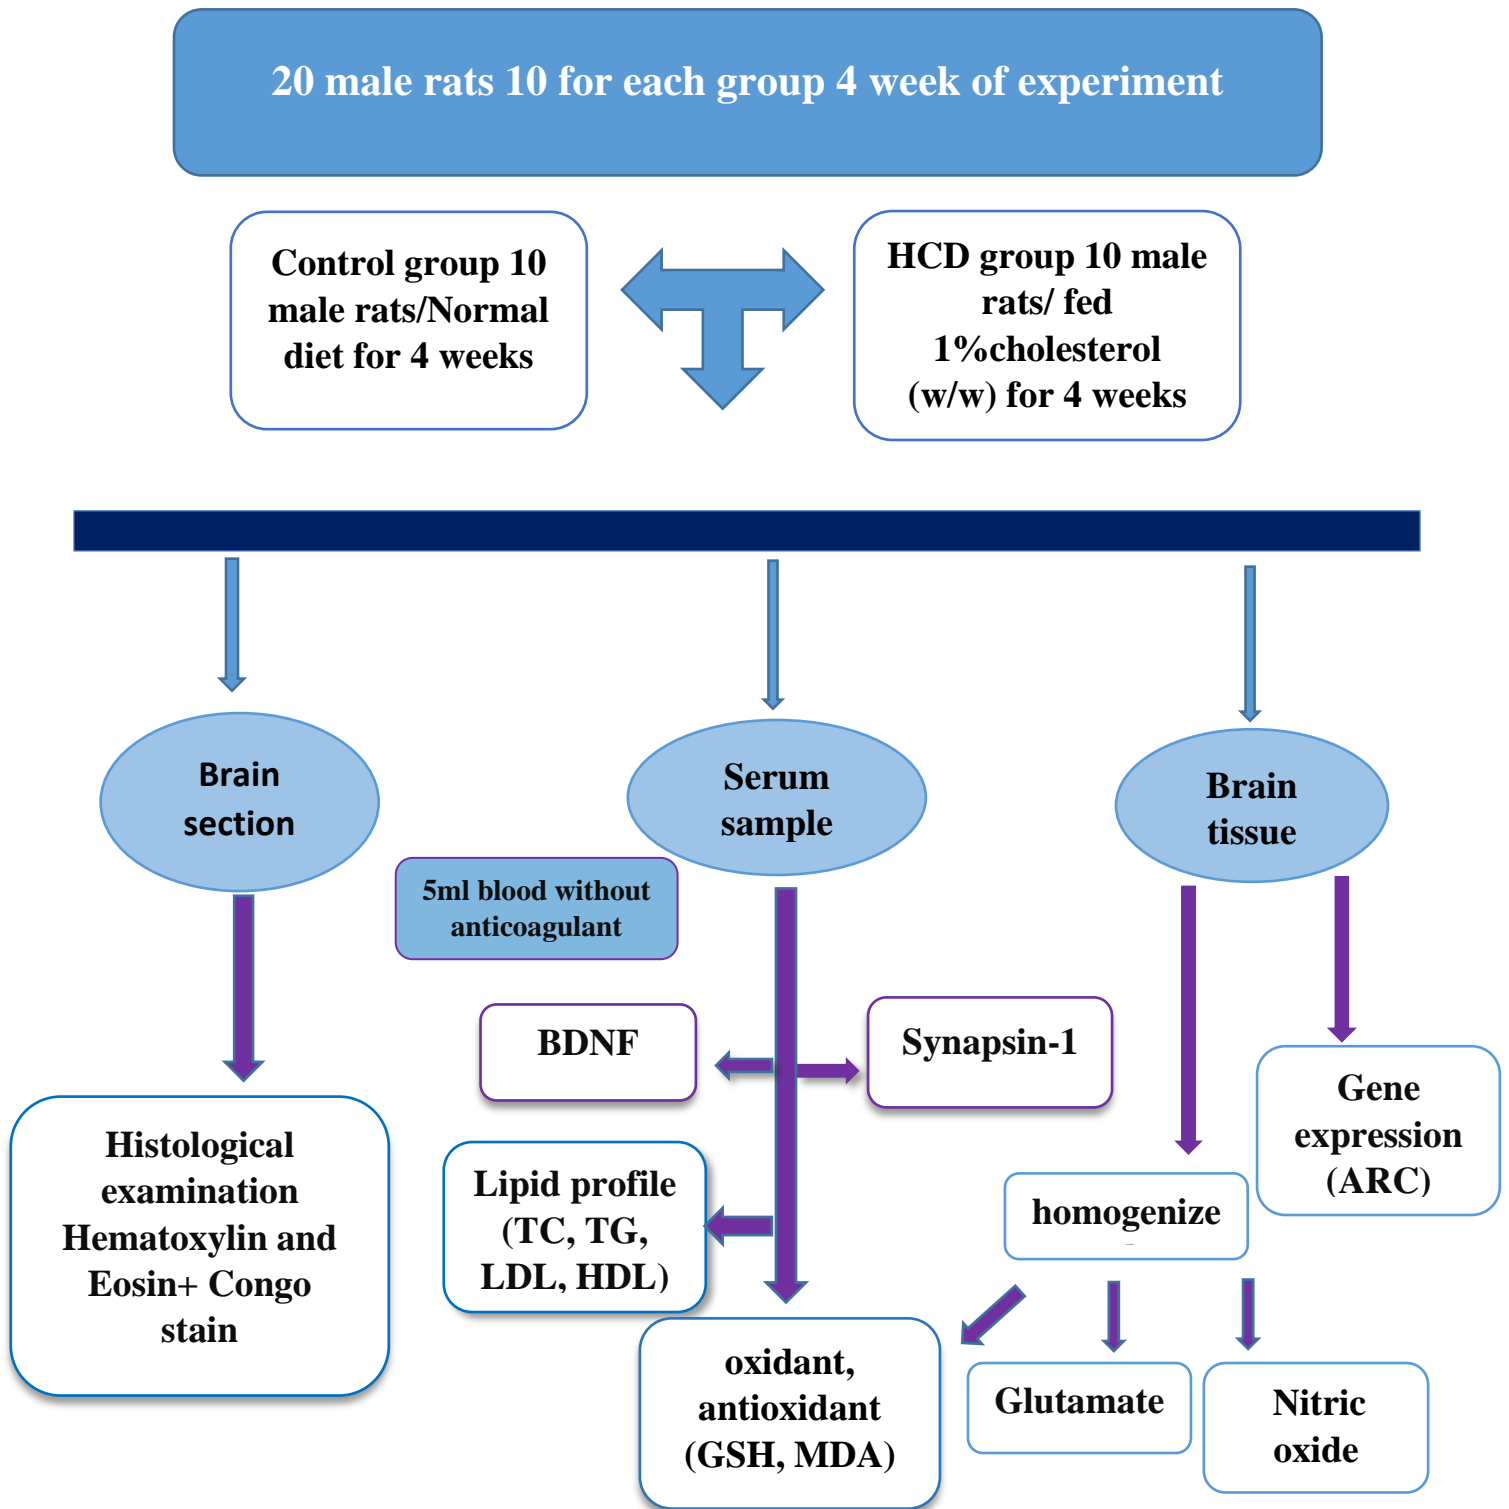 20 male rats 10 for each group 4 week of experiment
Control group 10
male rats/Normal
diet for 4 weeks
HCD group 10 male
rats/ fed
1%cholesterol
(w/w) for 4 weeks
Brain
section
Serum
sample
Brain
tissue
5ml blood without
anticoagulant
BDNF
Synapsin-1
Gene
expression
(ARC)
Histological
examination
Hematoxylin and
Eosin+ Congo
stain
Lipid profile
(TC, TG,
LDL, HDL)
homogenize
oxidant,
antioxidant
(GSH, MDA)
Glutamate
Nitric
oxide